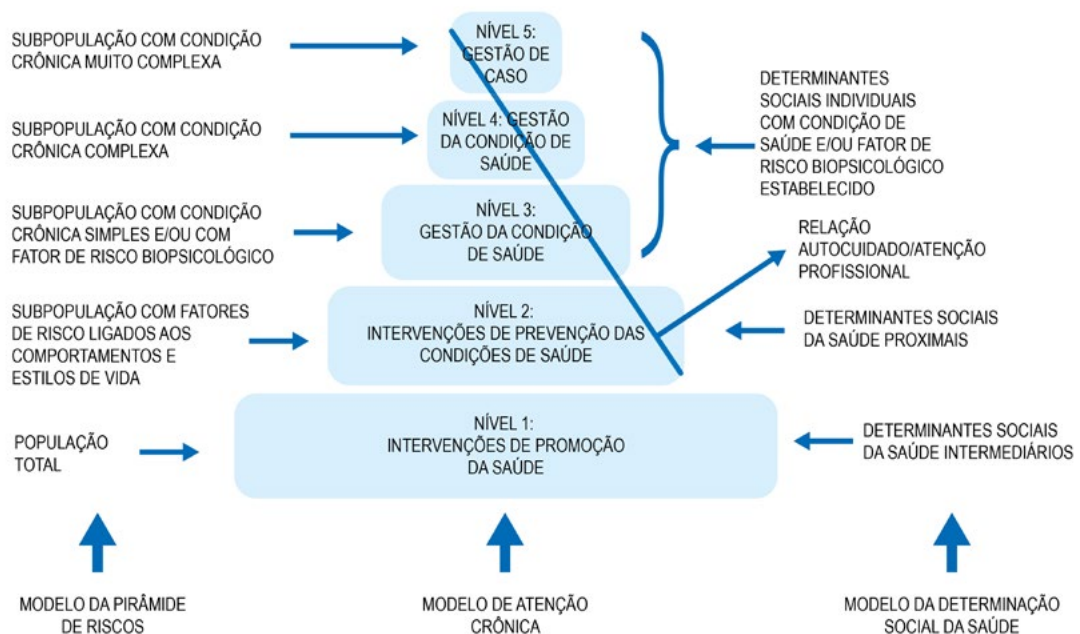 SUBPOPULAÇÃO COM CONDIÇÃO
CRÔNICA MUITO COMPLEXA
NÍVEL 5:
GESTÃO DE
CASO
SUBPOPULAÇÃO COM CONDIÇÃO
CRÔNICA COMPLEXA
NÍVEL 4: GESTÃO
DA CONDIÇÃO DE
SAÚDE
DETERMINANTES
SOCIAIS INDIVIDUAIS
COM CONDIÇÃO DE
SAÚDE E/OU FATOR DE
RISCO BIOPSICOLÓGICO
ESTABELECIDO
SUBPOPULAÇÃO COM CONDIÇÃO
CRÔNICA SIMPLES E/OU COM
FATOR DE RISCO BIOPSICOLÓGICO
NÍVEL 3:
GESTÃO DA CONDIÇÃO
DE SAÚDE
RELAÇÃO
AUTOCUIDADO/ATENÇÃO
PROFISSIONAL
SUBPOPULAÇÃO COM FATORES
DE RISCO LIGADOS AOS
COMPORTAMENTOS E
ESTILOS DE VIDA
NÍVEL 2:
INTERVENÇÕES DE PREVENÇÃO DAS
CONDIÇÕES DE SAÚDE
DETERMINANTES SOCIAIS
DA SAÚDE PROXIMAIS
POPULAÇÃO
TOTAL
NÍVEL 1:
INTERVENÇÕES DE PROMOÇÃO
DA SAÚDE
DETERMINANTES SOCIAIS
DA SAÚDE INTERMEDIÁRIOS
MODELO DA PIRÂMIDE
DE RISCOS
MODELO DE ATENÇÃO
CRÔNICA
MODELO DA DETERMINAÇÃO
SOCIAL DA SAÚDE